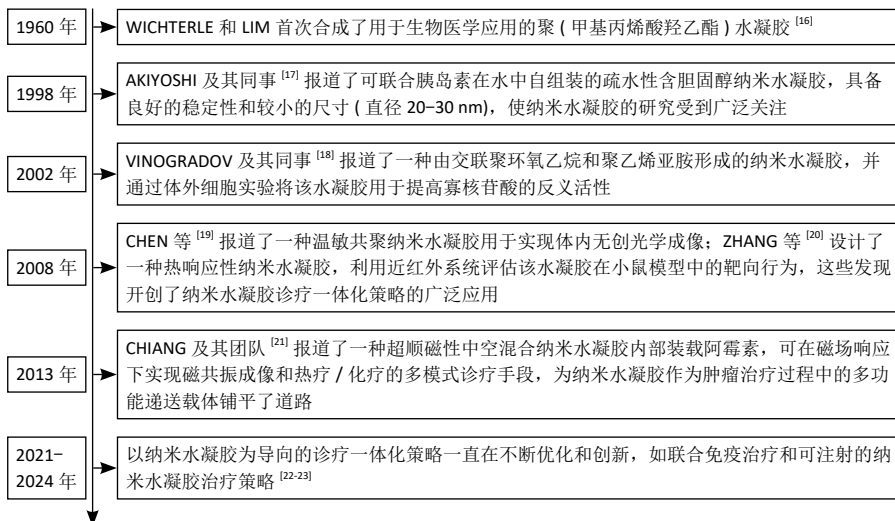 1960 年
WICHTERLE 和 LIM 首次合成了用于生物医学应用的聚 ( 甲基丙烯酸羟乙酯 ) 水凝胶 [16]
1998 年
AKIYOSHI 及其同事 [17] 报道了可联合胰岛素在水中自组装的疏水性含胆固醇纳米水凝胶，具备
良好的稳定性和较小的尺寸 ( 直径 20–30 nm)，使纳米水凝胶的研究受到广泛关注
2002 年
VINOGRADOV 及其同事 [18] 报道了一种由交联聚环氧乙烷和聚乙烯亚胺形成的纳米水凝胶，并
通过体外细胞实验将该水凝胶用于提高寡核苷酸的反义活性
2008 年
CHEN 等 [19] 报道了一种温敏共聚纳米水凝胶用于实现体内无创光学成像；ZHANG 等 [20] 设计了
一种热响应性纳米水凝胶，利用近红外系统评估该水凝胶在小鼠模型中的靶向行为，这些发现
开创了纳米水凝胶诊疗一体化策略的广泛应用
2013 年
CHIANG 及其团队 [21] 报道了一种超顺磁性中空混合纳米水凝胶内部装载阿霉素，可在磁场响应
下实现磁共振成像和热疗 / 化疗的多模式诊疗手段，为纳米水凝胶作为肿瘤治疗过程中的多功
能递送载体铺平了道路
2021–
2024 年
以纳米水凝胶为导向的诊疗一体化策略一直在不断优化和创新，如联合免疫治疗和可注射的纳
米水凝胶治疗策略 [22-23]